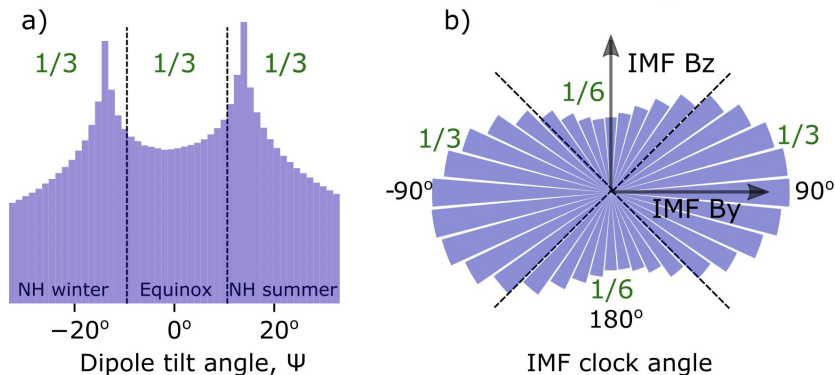 a)
1/3 1/3 1/3
NH winter Equinox NH summer
−20° 0° 20°
Dipole tilt angle, Ψ
b)
IMF Bz
1/6
1/3 1/3
-90° 90°
IMF By
1/6
180°
IMF clock angle